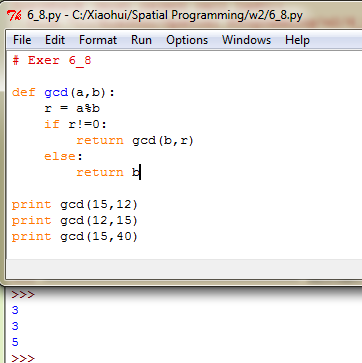 6_8.py - C:/Xiaohui/Spatial Programming/w2/6_8.py
File Edit Format Run Options Windows Help
# Exer 6_8
def gcd(a,b):
    r = a%b
    if r!=0:
        return gcd(b,r)
    else:
        return b
print gcd(15,12)
print gcd(12,15)
print gcd(15,40)
>>>
3
3
5
>>>